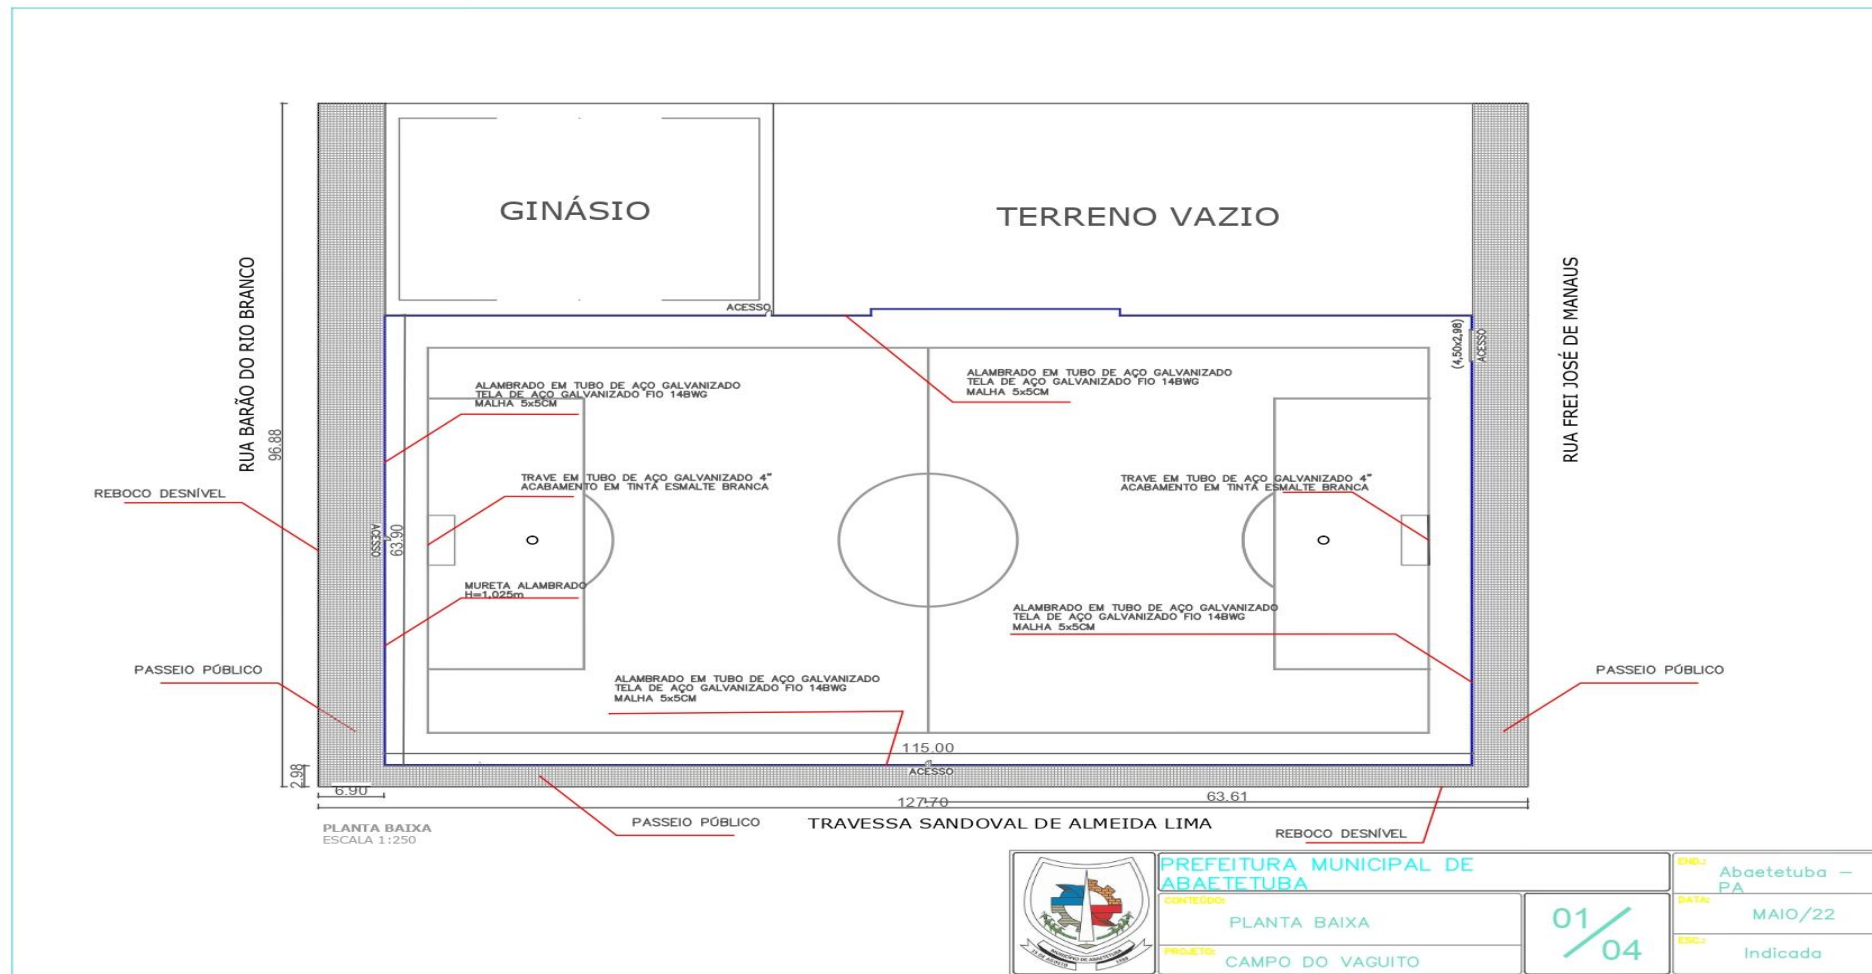 GINÁSIO
TERRENO VAZIO
RUA BARÃO DO RIO BRANCO
RUA FREI JOSÉ DE MANAUS
96.88
ACESSO
(4,50x2,98)
ACESSO
ALAMBRADO EM TUBO DE AÇO GALVANIZADO
TELA DE AÇO GALVANIZADO FIO 14BWG
MALHA 5x5CM
ALAMBRADO EM TUBO DE AÇO GALVANIZADO
TELA DE AÇO GALVANIZADO FIO 14BWG
MALHA 5x5CM
REBOCO DESNÍVEL
TRAVE EM TUBO DE AÇO GALVANIZADO 4"
ACABAMENTO EM TINTA ESMALTE BRANCA
TRAVE EM TUBO DE AÇO GALVANIZADO 4"
ACABAMENTO EM TINTA ESMALTE BRANCA
ACESSO
63.90
MURETA ALAMBRADO
H=1,025m
ALAMBRADO EM TUBO DE AÇO GALVANIZADO
TELA DE AÇO GALVANIZADO FIO 14BWG
MALHA 5x5CM
PASSEIO PÚBLICO
ALAMBRADO EM TUBO DE AÇO GALVANIZADO
TELA DE AÇO GALVANIZADO FIO 14BWG
MALHA 5x5CM
PASSEIO PÚBLICO
115.00
ACESSO
2.98
6.90
127.70
63.61
PLANTA BAIXA
ESCALA 1:250
PASSEIO PÚBLICO
TRAVESSA SANDOVAL DE ALMEIDA LIMA
REBOCO DESNÍVEL
PREFEITURA MUNICIPAL DE
ABAETETUBA
CONTEÚDO:
PLANTA BAIXA
PROJETO:
CAMPO DO VAGUITO
01/04
END.:
Abaetetuba –
PA
DATA:
MAIO/22
ESC.:
Indicada
MUNICÍPIO DE ABAETETUBA
15 DE AGOSTO